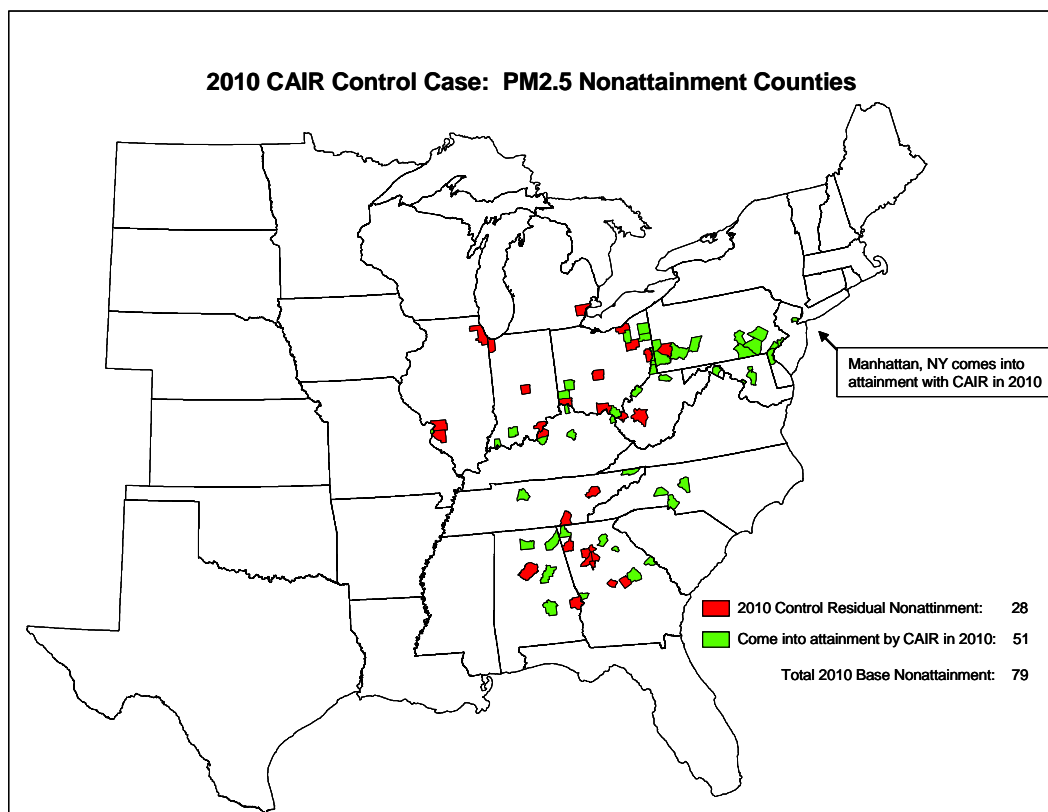 2010 CAIR Control Case: PM2.5 Nonattainment Counties
Manhattan, NY comes into
attainment with CAIR in 2010
2010 Control Residual Nonattinment: 28
Come into attainment by CAIR in 2010: 51
Total 2010 Base Nonattainment: 79